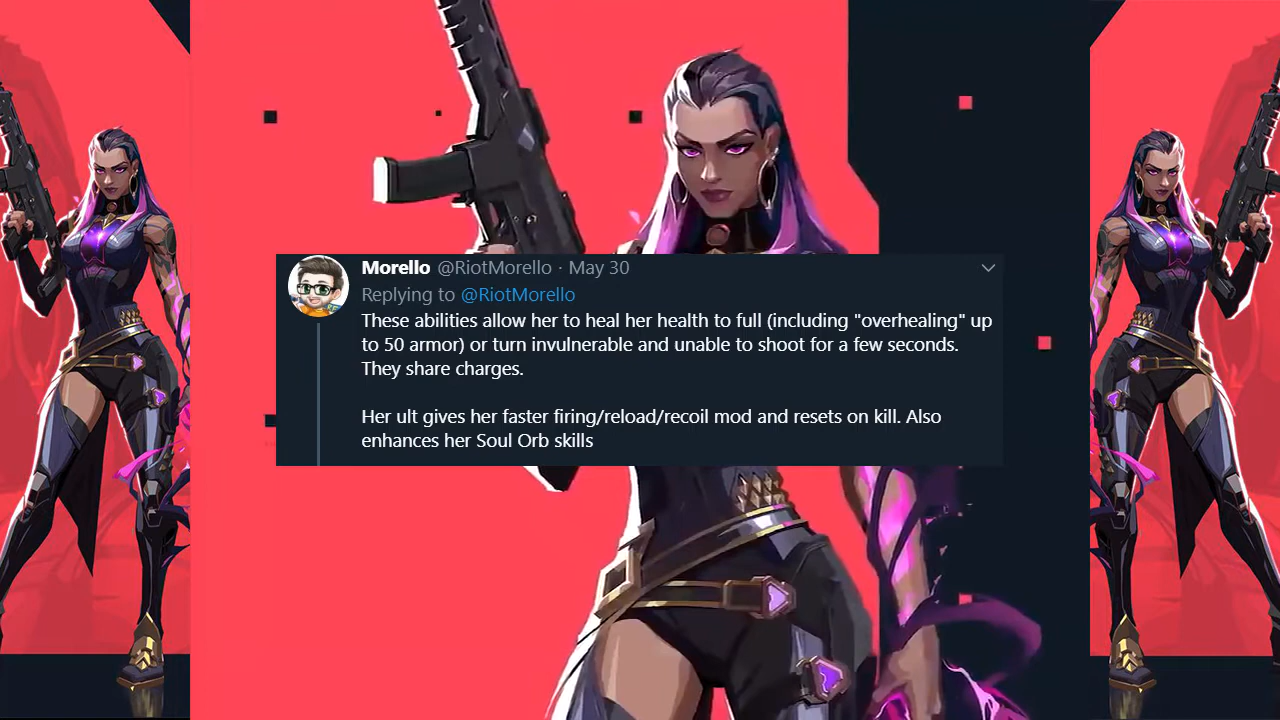 Morello @RiotMorello · May 30
Replying to @RiotMorello
These abilities allow her to heal her health to full (including "overhealing" up
to 50 armor) or turn invulnerable and unable to shoot for a few seconds.
They share charges.
Her ult gives her faster firing/reload/recoil mod and resets on kill. Also
enhances her Soul Orb skills